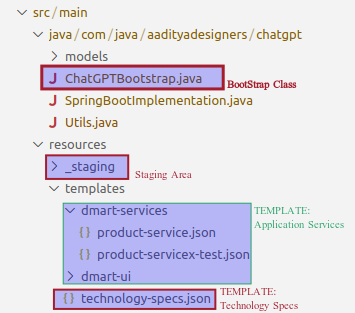 src/main
java/com/java/aadityadesigners/chatgpt
models
ChatGPTBootstrap.java
BootStrap Class
SpringBootImplementation.java
Utils.java
resources
_staging
Staging Area
templates
dmart-services
TEMPLATE:
Application Services
product-service.json
product-servicex-test.json
dmart-ui
TEMPLATE:
Technology Specs
technology-specs.json